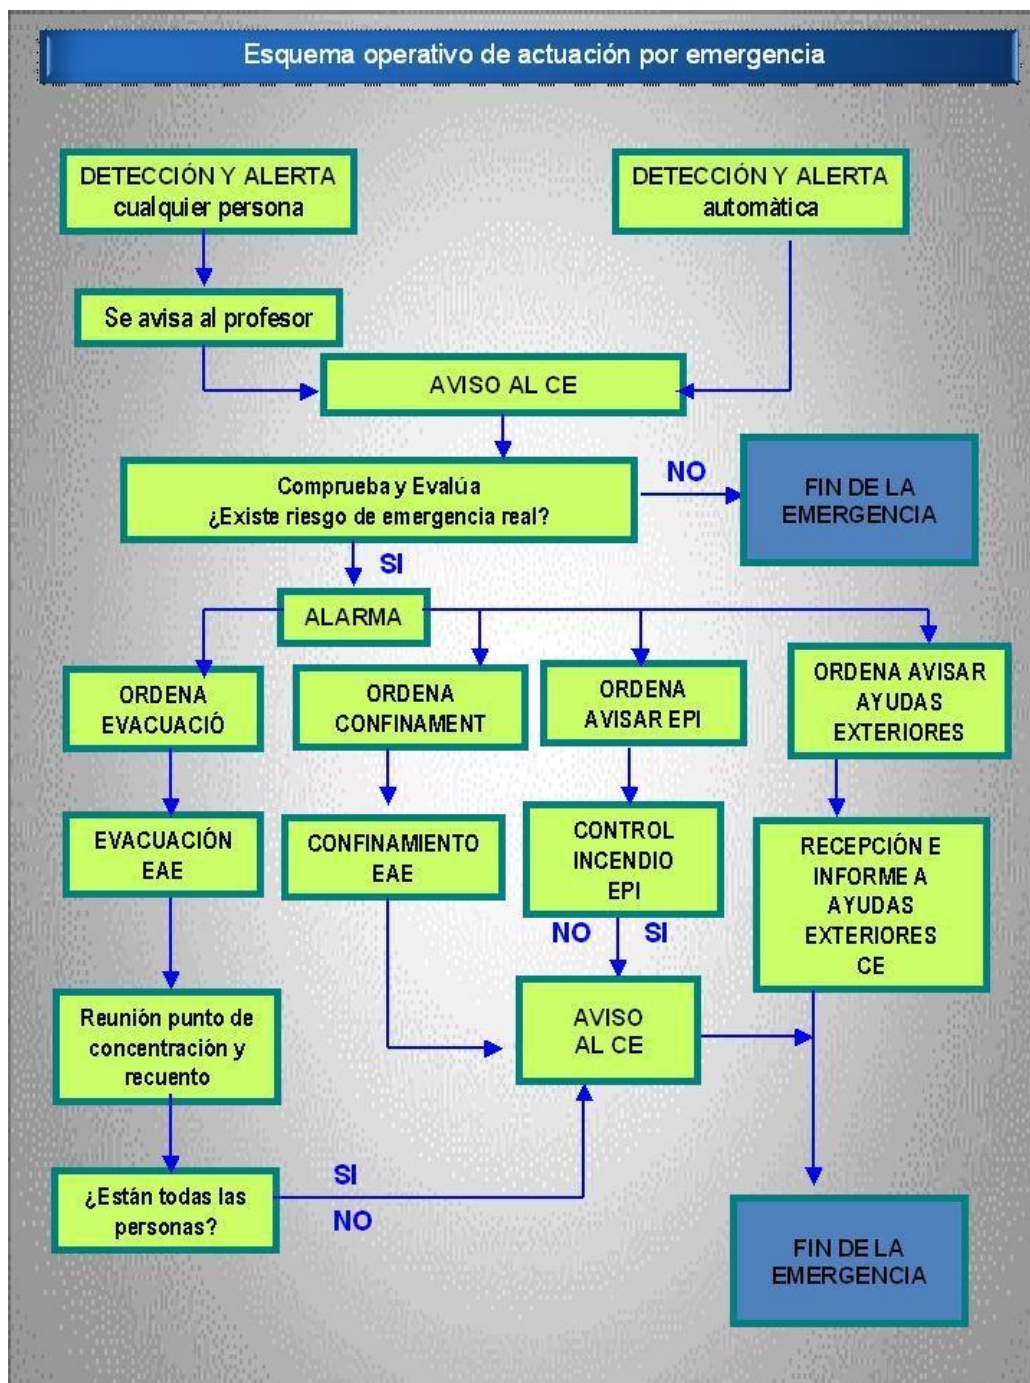 Esquema operativo de actuación por emergencia
DETECCIÓN Y ALERTA
cualquier persona
DETECCIÓN Y ALERTA
automàtica
Se avisa al profesor
AVISO AL CE
Comprueba y Evalúa
¿Existe riesgo de emergencia real?
NO
FIN DE LA
EMERGENCIA
SI
ALARMA
ORDENA
EVACUACIÓ
ORDENA
CONFINAMENT
ORDENA
AVISAR EPI
ORDENA AVISAR
AYUDAS
EXTERIORES
EVACUACIÓN
EAE
CONFINAMIENTO
EAE
CONTROL
INCENDIO
EPI
RECEPCIÓN E
INFORME A
AYUDAS
EXTERIORES
CE
NO
SI
Reunión punto de
concentración y
recuento
AVISO
AL CE
¿Están todas las
personas?
SI
NO
FIN DE LA
EMERGENCIA